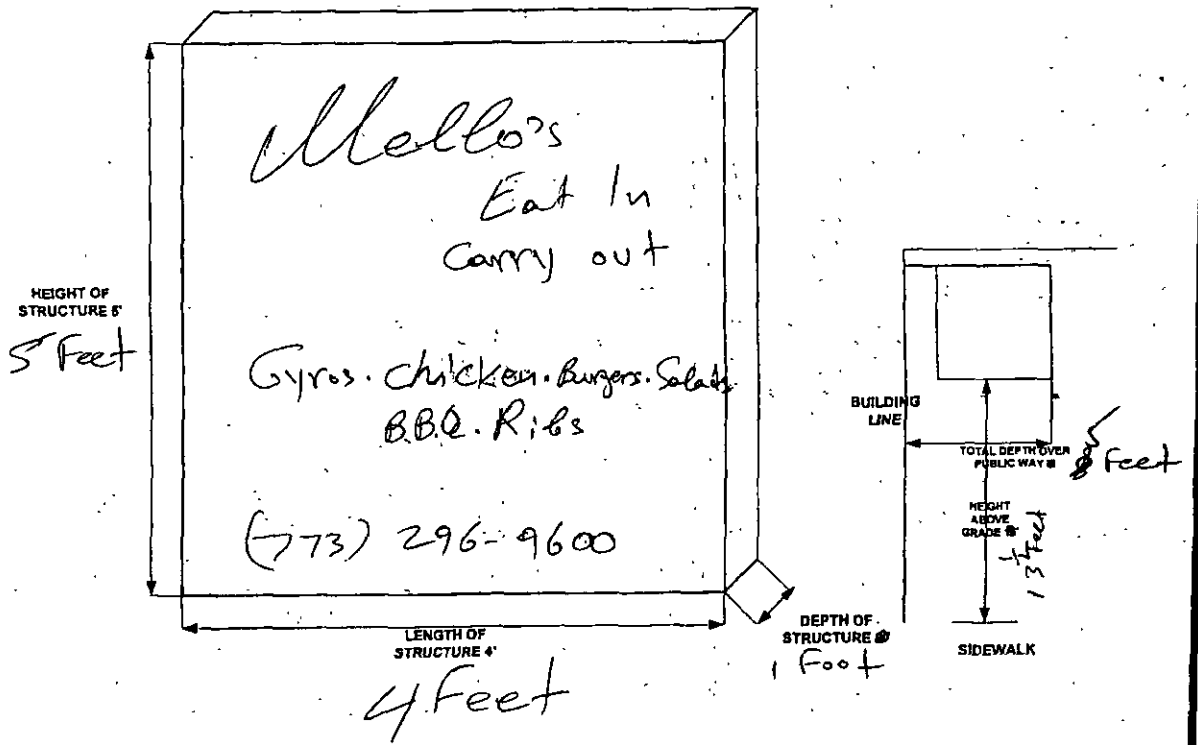 Mello's
Eat In
Carry out
Gyros. Chicken. Burgers. Salads
B.B.Q. Ribs
(773) 296-9600
HEIGHT OF
STRUCTURE 5'
5 Feet
LENGTH OF
STRUCTURE 4'
4 Feet
DEPTH OF
STRUCTURE
1 Foot
BUILDING
LINE
TOTAL DEPTH OVER
PUBLIC WAY
Feet
HEIGHT
ABOVE
GRADE
Feet
SIDEWALK